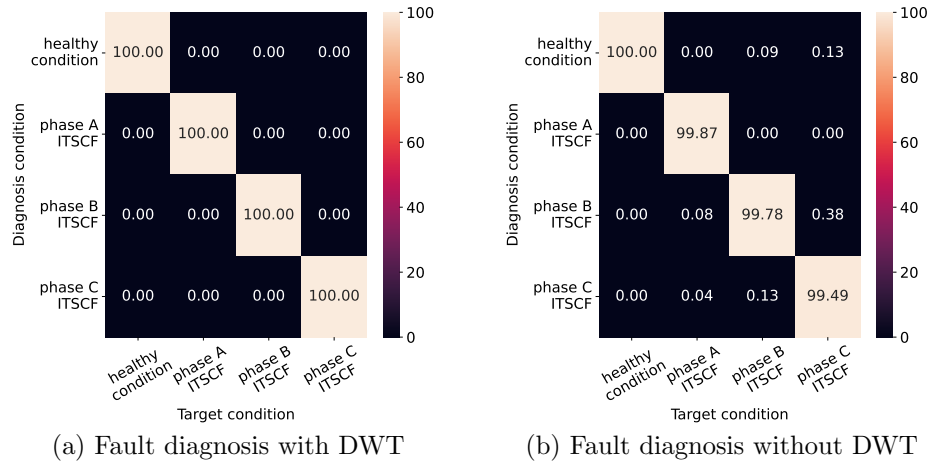 healthy
condition
100.00 0.00 0.00 0.00
phase A
ITSCF
0.00 100.00 0.00 0.00
phase B
ITSCF
0.00 0.00 100.00 0.00
phase C
ITSCF
0.00 0.00 0.00 100.00
Diagnosis condition
healthy
condition
phase A
ITSCF
phase B
ITSCF
phase C
ITSCF
Target condition
100
80
60
40
20
0
(a) Fault diagnosis with DWT
healthy
condition
100.00 0.00 0.09 0.13
phase A
ITSCF
0.00 99.87 0.00 0.00
phase B
ITSCF
0.00 0.08 99.78 0.38
phase C
ITSCF
0.00 0.04 0.13 99.49
Diagnosis condition
healthy
condition
phase A
ITSCF
phase B
ITSCF
phase C
ITSCF
Target condition
100
80
60
40
20
0
(b) Fault diagnosis without DWT